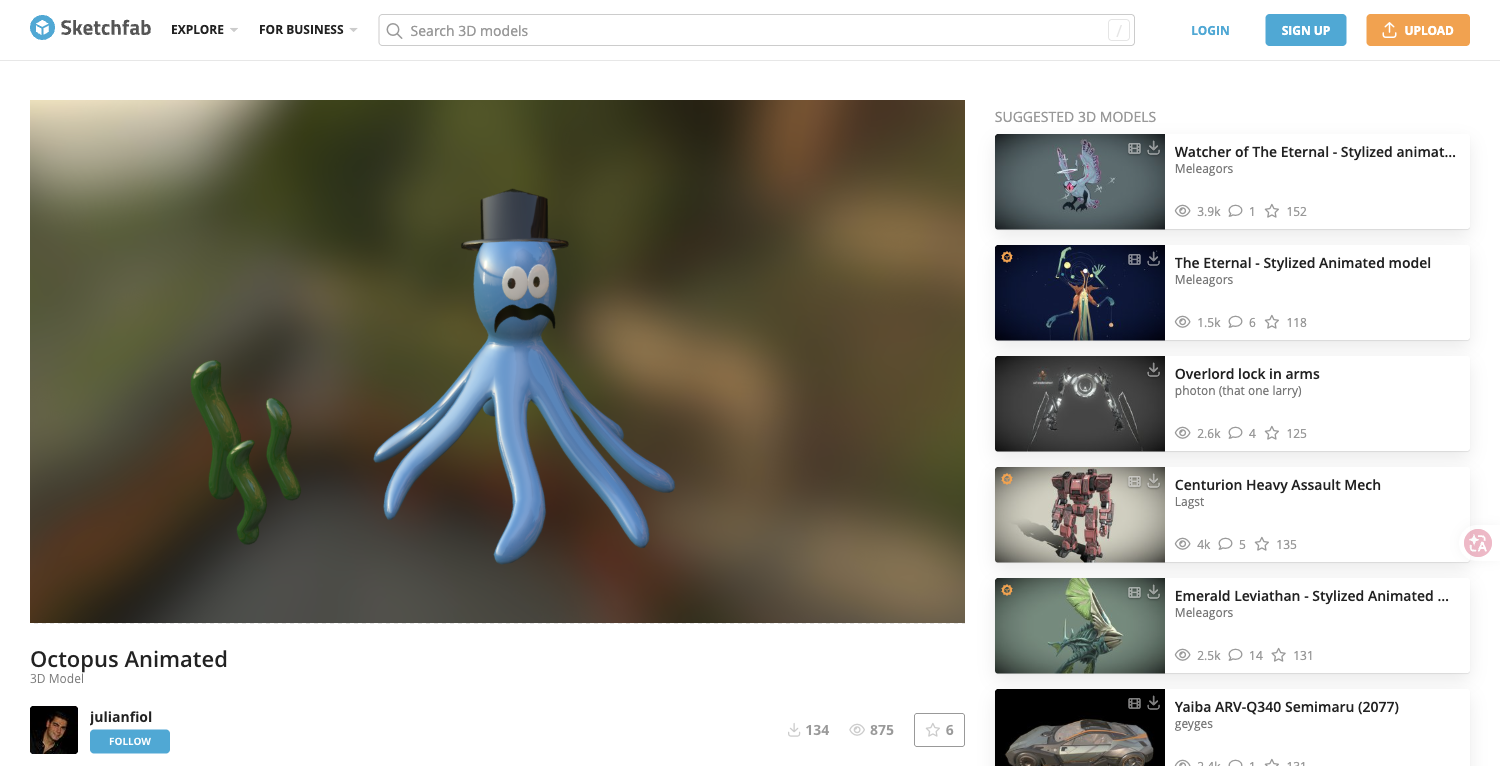 Sketchfab EXPLORE FOR BUSINESS Search 3D models / LOGIN SIGN UP UPLOAD
Octopus Animated
3D Model
julianfiol
FOLLOW
134 875 6
SUGGESTED 3D MODELS
Watcher of The Eternal - Stylized animat...
Meleagors
3.9k 1 152
The Eternal - Stylized Animated model
Meleagors
1.5k 6 118
Overlord lock in arms
photon (that one larry)
2.6k 4 125
Centurion Heavy Assault Mech
Lagst
4k 5 135
Emerald Leviathan - Stylized Animated ...
Meleagors
2.5k 14 131
Yaiba ARV-Q340 Semimaru (2077)
geyges